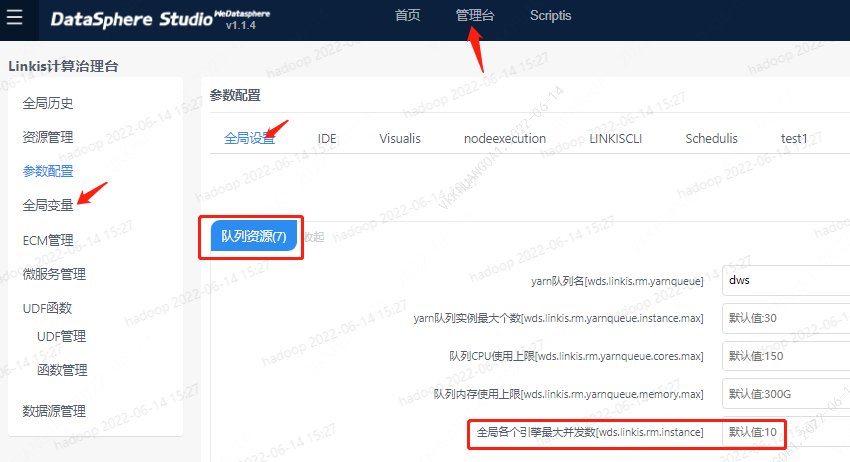 DataSphere Studio WeDatasphere v1.1.4
首页 管理台 Scriptis
Linkis计算治理台
全局历史
资源管理
参数配置
全局变量
ECM管理
微服务管理
UDF函数
UDF管理
函数管理
数据源管理
参数配置
全局设置 IDE Visualis nodeexecution LINKISCLI Schedulis test1
队列资源(7) 收起
yarn队列名[wds.linkis.rm.yarnqueue] dws
yarn队列实例最大个数[wds.linkis.rm.yarnqueue.instance.max] 默认值:30
队列CPU使用上限[wds.linkis.rm.yarnqueue.cores.max] 默认值:150
队列内存使用上限[wds.linkis.rm.yarnqueue.memory.max] 默认值:300G
全局各个引擎最大并发数[wds.linkis.rm.instance] 默认值:10
hadoop 2022-06-14 15:27